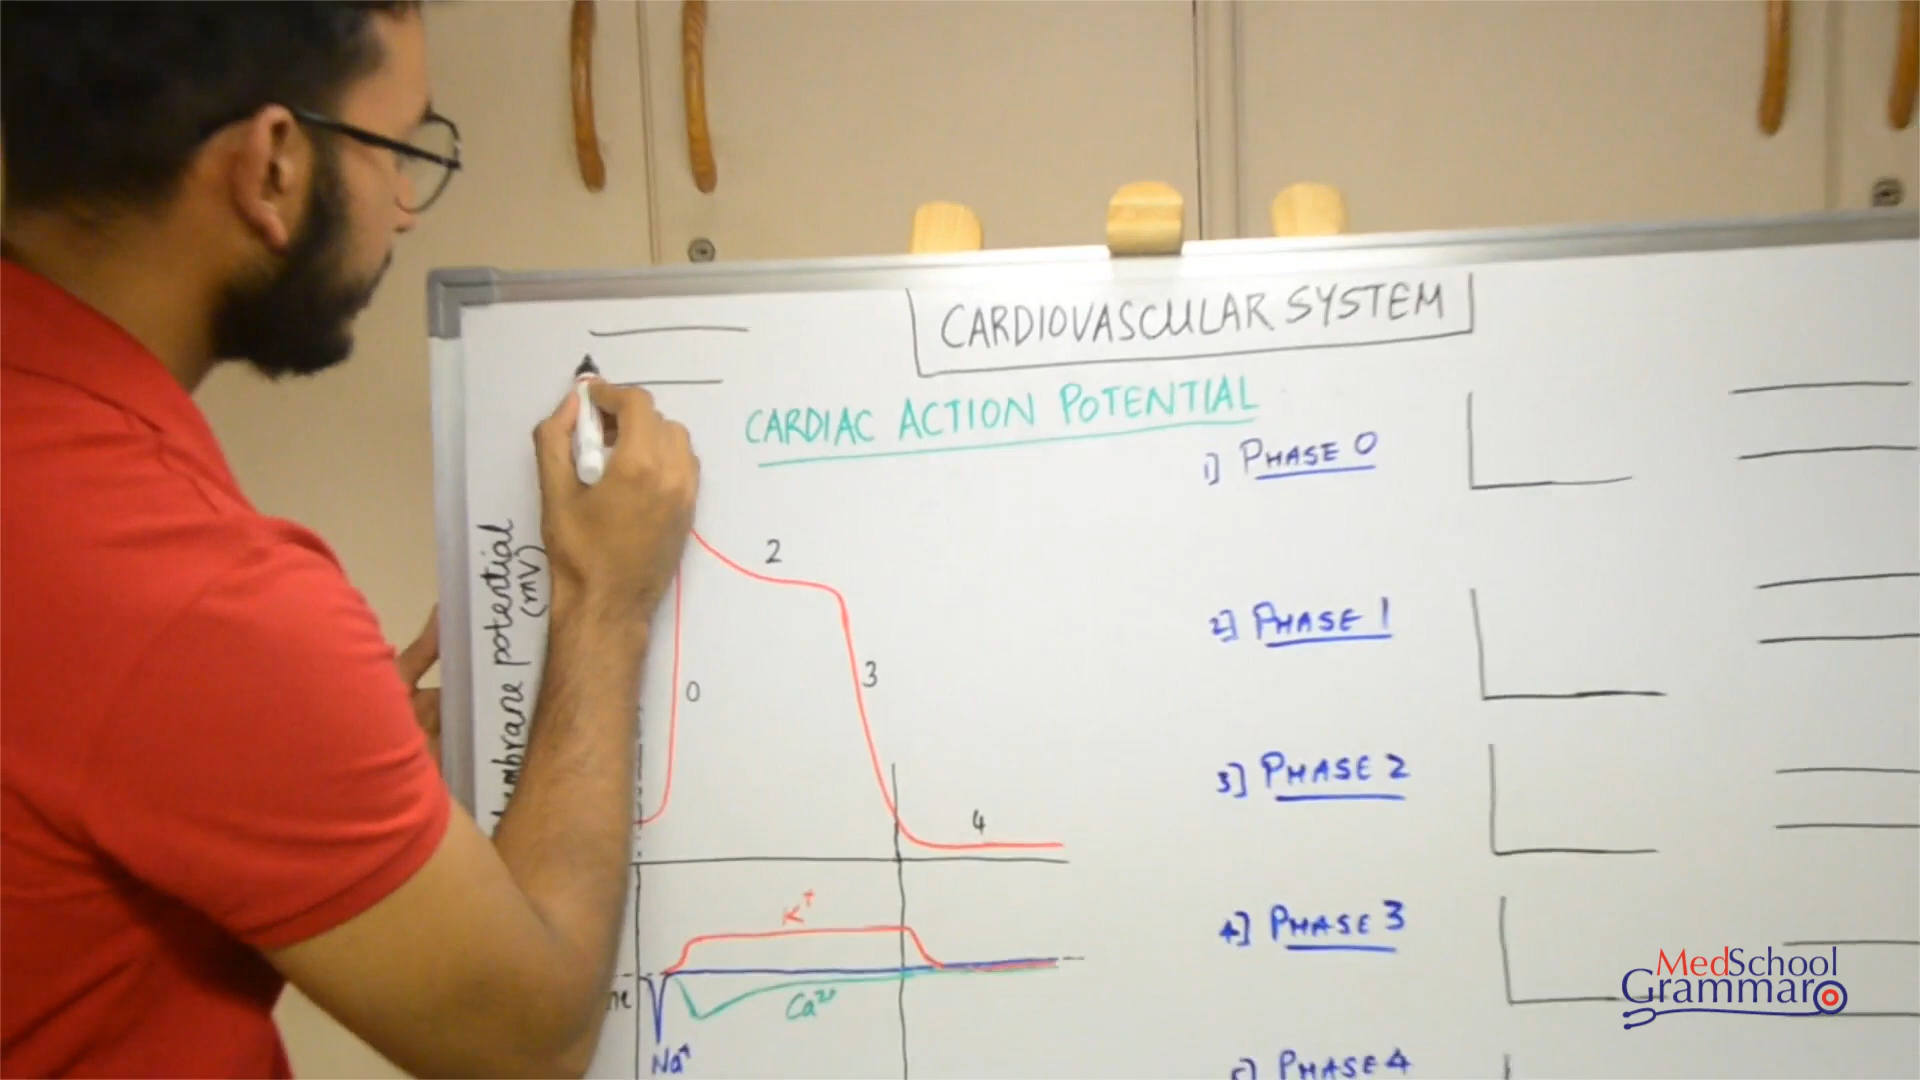 CARDIOVASCULAR SYSTEM
CARDIAC ACTION POTENTIAL
potential
(mV)
0
2
3
4
K⁺
Ca²⁺
Na⁺
1] PHASE 0
2] PHASE 1
3] PHASE 2
4] PHASE 3
PHASE 4
MedSchool
Grammar